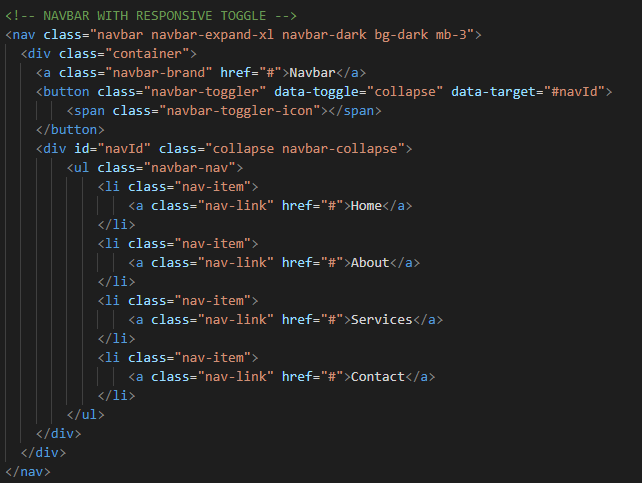 <!-- NAVBAR WITH RESPONSIVE TOGGLE -->
<nav class="navbar navbar-expand-xl navbar-dark bg-dark mb-3">
<div class="container">
<a class="navbar-brand" href="#">Navbar</a>
<button class="navbar-toggler" data-toggle="collapse" data-target="#navId">
<span class="navbar-toggler-icon"></span>
</button>
<div id="navId" class="collapse navbar-collapse">
<ul class="navbar-nav">
<li class="nav-item">
<a class="nav-link" href="#">Home</a>
</li>
<li class="nav-item">
<a class="nav-link" href="#">About</a>
</li>
<li class="nav-item">
<a class="nav-link" href="#">Services</a>
</li>
<li class="nav-item">
<a class="nav-link" href="#">Contact</a>
</li>
</ul>
</div>
</div>
</nav>